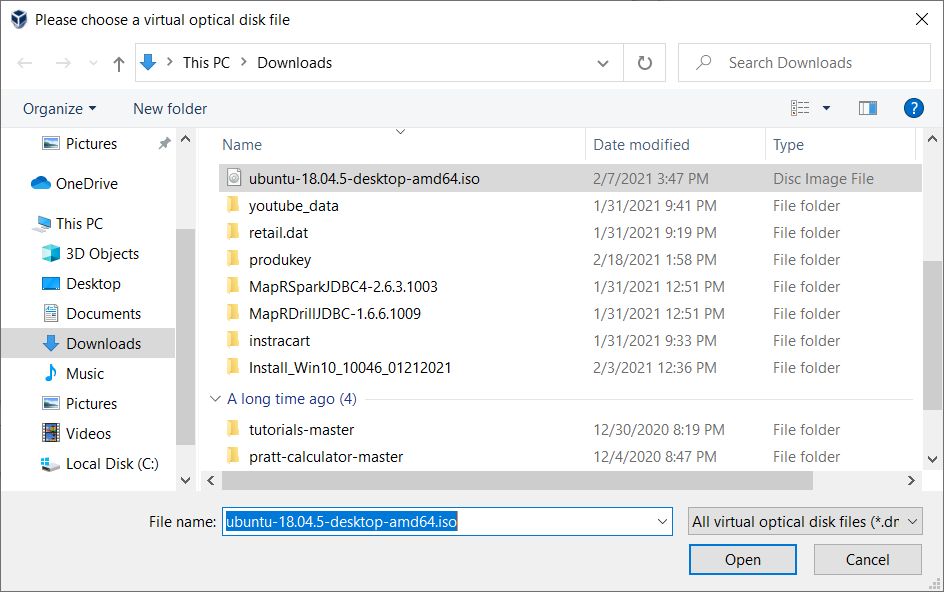 Please choose a virtual optical disk file
This PC Downloads
Search Downloads
Organize New folder
?
Pictures
OneDrive
This PC
3D Objects
Desktop
Documents
Downloads
Music
Pictures
Videos
Local Disk (C:)
Name Date modified Type
ubuntu-18.04.5-desktop-amd64.iso 2/7/2021 3:47 PM Disc Image File
youtube_data 1/31/2021 9:41 PM File folder
retail.dat 1/31/2021 9:19 PM File folder
produkey 2/18/2021 1:58 PM File folder
MapRSparkJDBC4-2.6.3.1003 1/31/2021 12:51 PM File folder
MapRDrillJDBC-1.6.6.1009 1/31/2021 12:51 PM File folder
instracart 1/31/2021 9:33 PM File folder
Install_Win10_10046_01212021 2/3/2021 12:36 PM File folder
A long time ago (4)
tutorials-master 12/30/2020 8:19 PM File folder
pratt-calculator-master 12/4/2020 8:47 PM File folder
File name: ubuntu-18.04.5-desktop-amd64.iso All virtual optical disk files (*.dr
Open Cancel